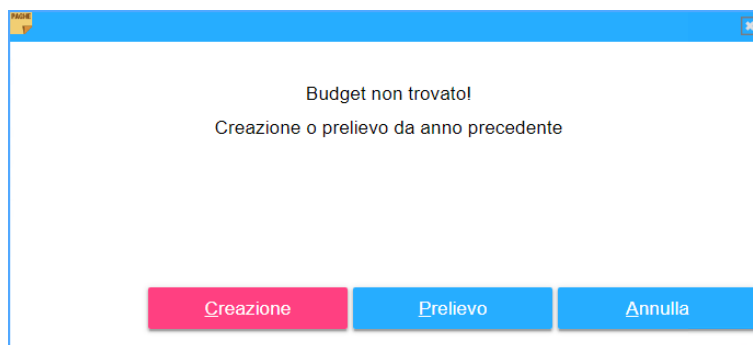 PAGHE
Budget non trovato!
Creazione o prelievo da anno precedente
Creazione
Prelievo
Annulla